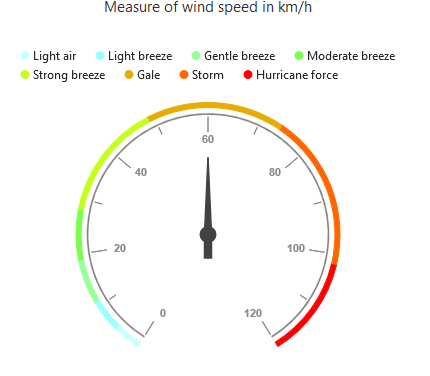 Measure of wind speed in km/h
Light air Light breeze Gentle breeze Moderate breeze
Strong breeze Gale Storm Hurricane force
60
40 80
20 100
0 120